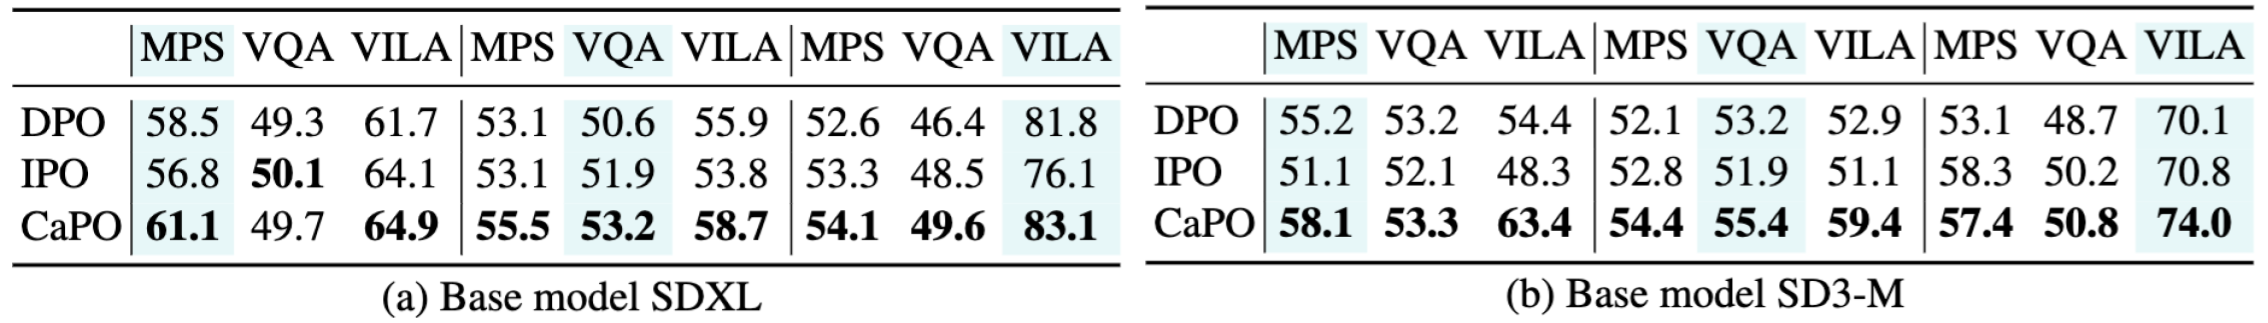 MPS VQA VILA MPS VQA VILA MPS VQA VILA
DPO 58.5 49.3 61.7 53.1 50.6 55.9 52.6 46.4 81.8
IPO 56.8 50.1 64.1 53.1 51.9 53.8 53.3 48.5 76.1
CaPO 61.1 49.7 64.9 55.5 53.2 58.7 54.1 49.6 83.1
(a) Base model SDXL
MPS VQA VILA MPS VQA VILA MPS VQA VILA
DPO 55.2 53.2 54.4 52.1 53.2 52.9 53.1 48.7 70.1
IPO 51.1 52.1 48.3 52.8 51.9 51.1 58.3 50.2 70.8
CaPO 58.1 53.3 63.4 54.4 55.4 59.4 57.4 50.8 74.0
(b) Base model SD3-M